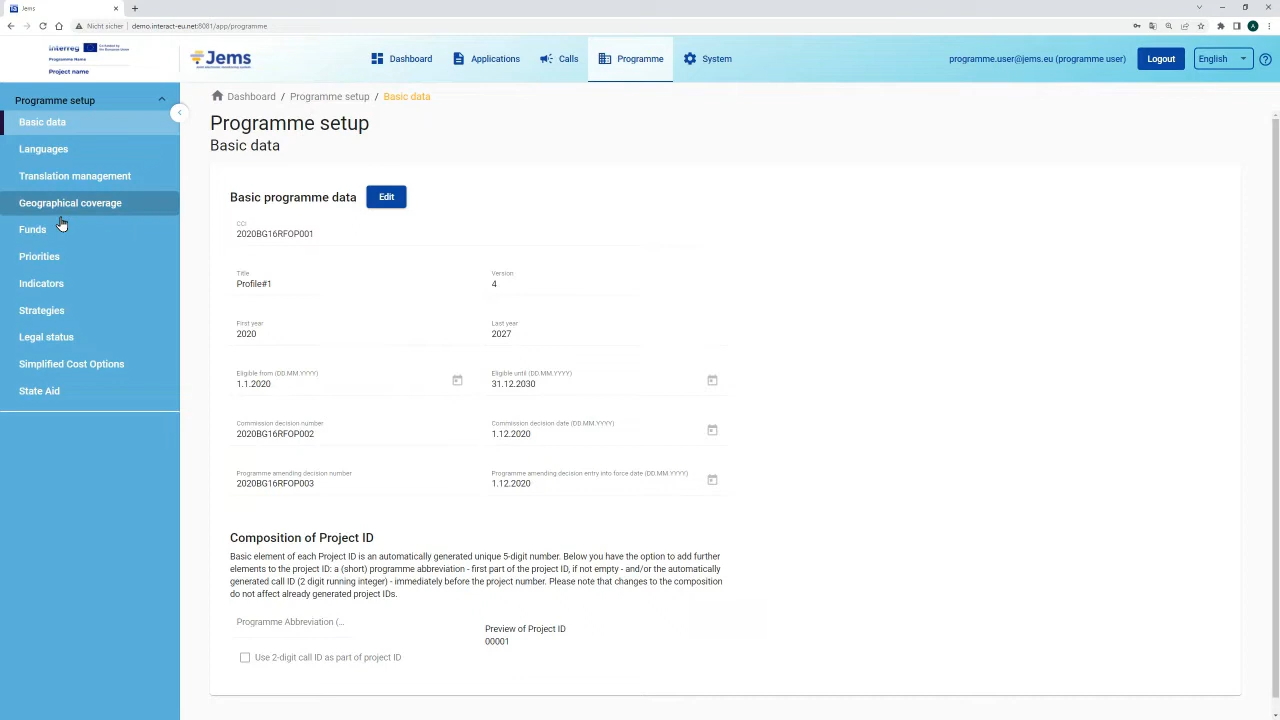 Jems
Nicht sicher
demo.interact-eu.net:8081/app/programme
A
Interreg
Co-funded by
the European Union
Programme Name
Project name
Jems
Dashboard
Applications
Calls
Programme
System
programme.user@jems.eu (programme user)
Logout
English
Programme setup
Basic data
Languages
Translation management
Geographical coverage
Funds
Priorities
Indicators
Strategies
Legal status
Simplified Cost Options
State Aid
Dashboard / Programme setup / Basic data
Programme setup
Basic data
Basic programme data
Edit
CCI
2020BG16RFOP001
Title
Profile#1
Version
4
First year
2020
Last year
2027
Eligible from (DD.MM.YYYY)
1.1.2020
Eligible until (DD.MM.YYYY)
31.12.2030
Commission decision number
2020BG16RFOP002
Commission decision date (DD.MM.YYYY)
1.12.2020
Programme amending decision number
2020BG16RFOP003
Programme amending decision entry into force date (DD.MM.YYYY)
1.12.2020
Composition of Project ID
Basic element of each Project ID is an automatically generated unique 5-digit number. Below you have the option to add further
elements to the project ID: a (short) programme abbreviation - first part of the project ID, if not empty - and/or the automatically
generated call ID (2 digit running integer) - immediately before the project number. Please note that changes to the composition
do not affect already generated project IDs.
Programme Abbreviation (...
Preview of Project ID
00001
Use 2-digit call ID as part of project ID